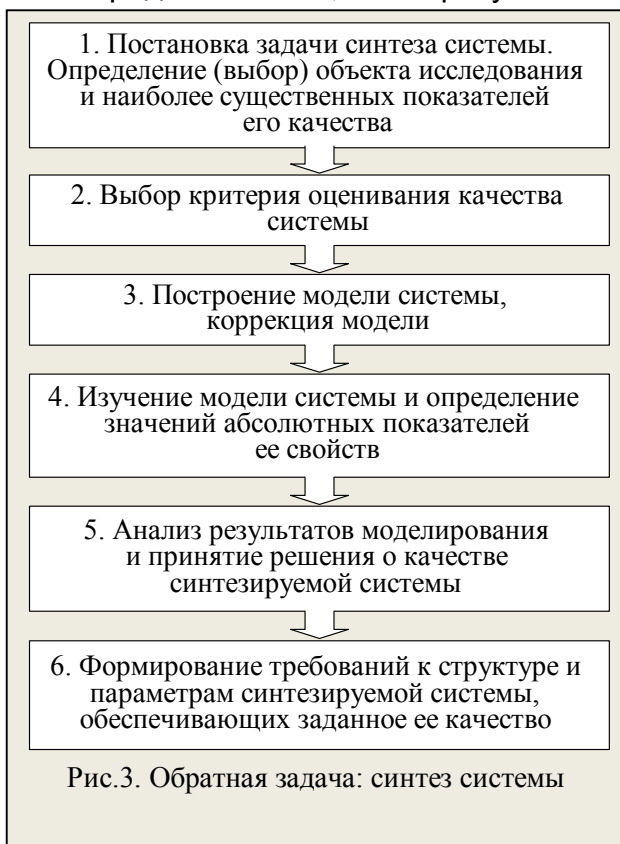 1. Постановка задачи синтеза системы.
Определение (выбор) объекта исследования
и наиболее существенных показателей
его качества
2. Выбор критерия оценивания качества
системы
3. Построение модели системы,
коррекция модели
4. Изучение модели системы и определение
значений абсолютных показателей
ее свойств
5. Анализ результатов моделирования
и принятие решения о качестве
синтезируемой системы
6. Формирование требований к структуре и
параметрам синтезируемой системы,
обеспечивающих заданное ее качество
Рис.3. Обратная задача: синтез системы